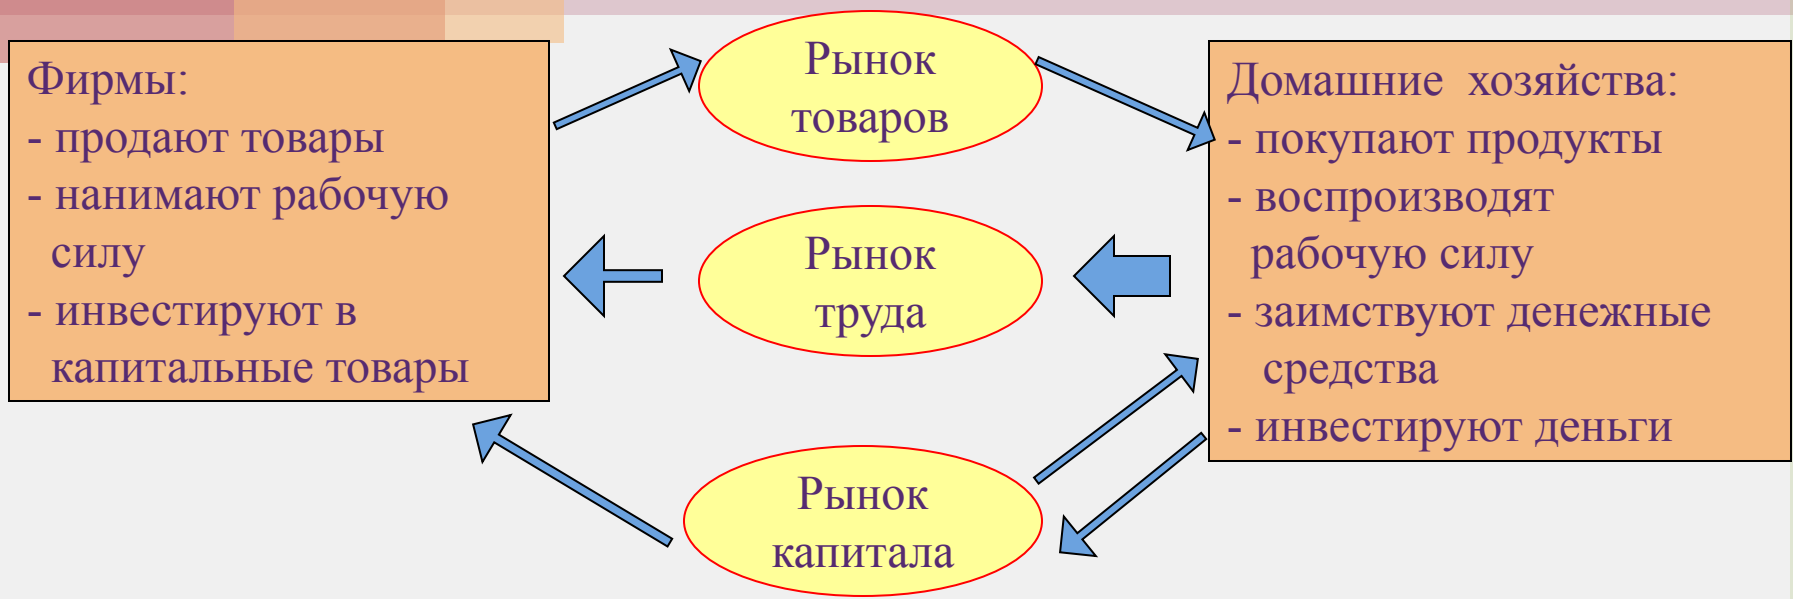 Фирмы:
- продают товары
- нанимают рабочую
силу
- инвестируют в
капитальные товары
Рынок
товаров
Рынок
труда
Рынок
капитала
Домашние хозяйства:
- покупают продукты
- воспроизводят
рабочую силу
- заимствуют денежные
средства
- инвестируют деньги